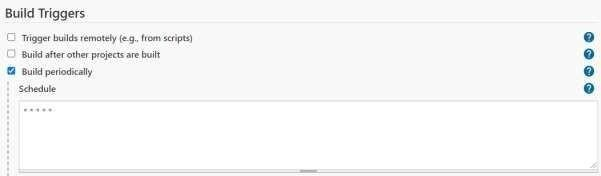 Build Triggers
Trigger builds remotely (e.g., from scripts)
Build after other projects are built
Build periodically
Schedule
* * * * *